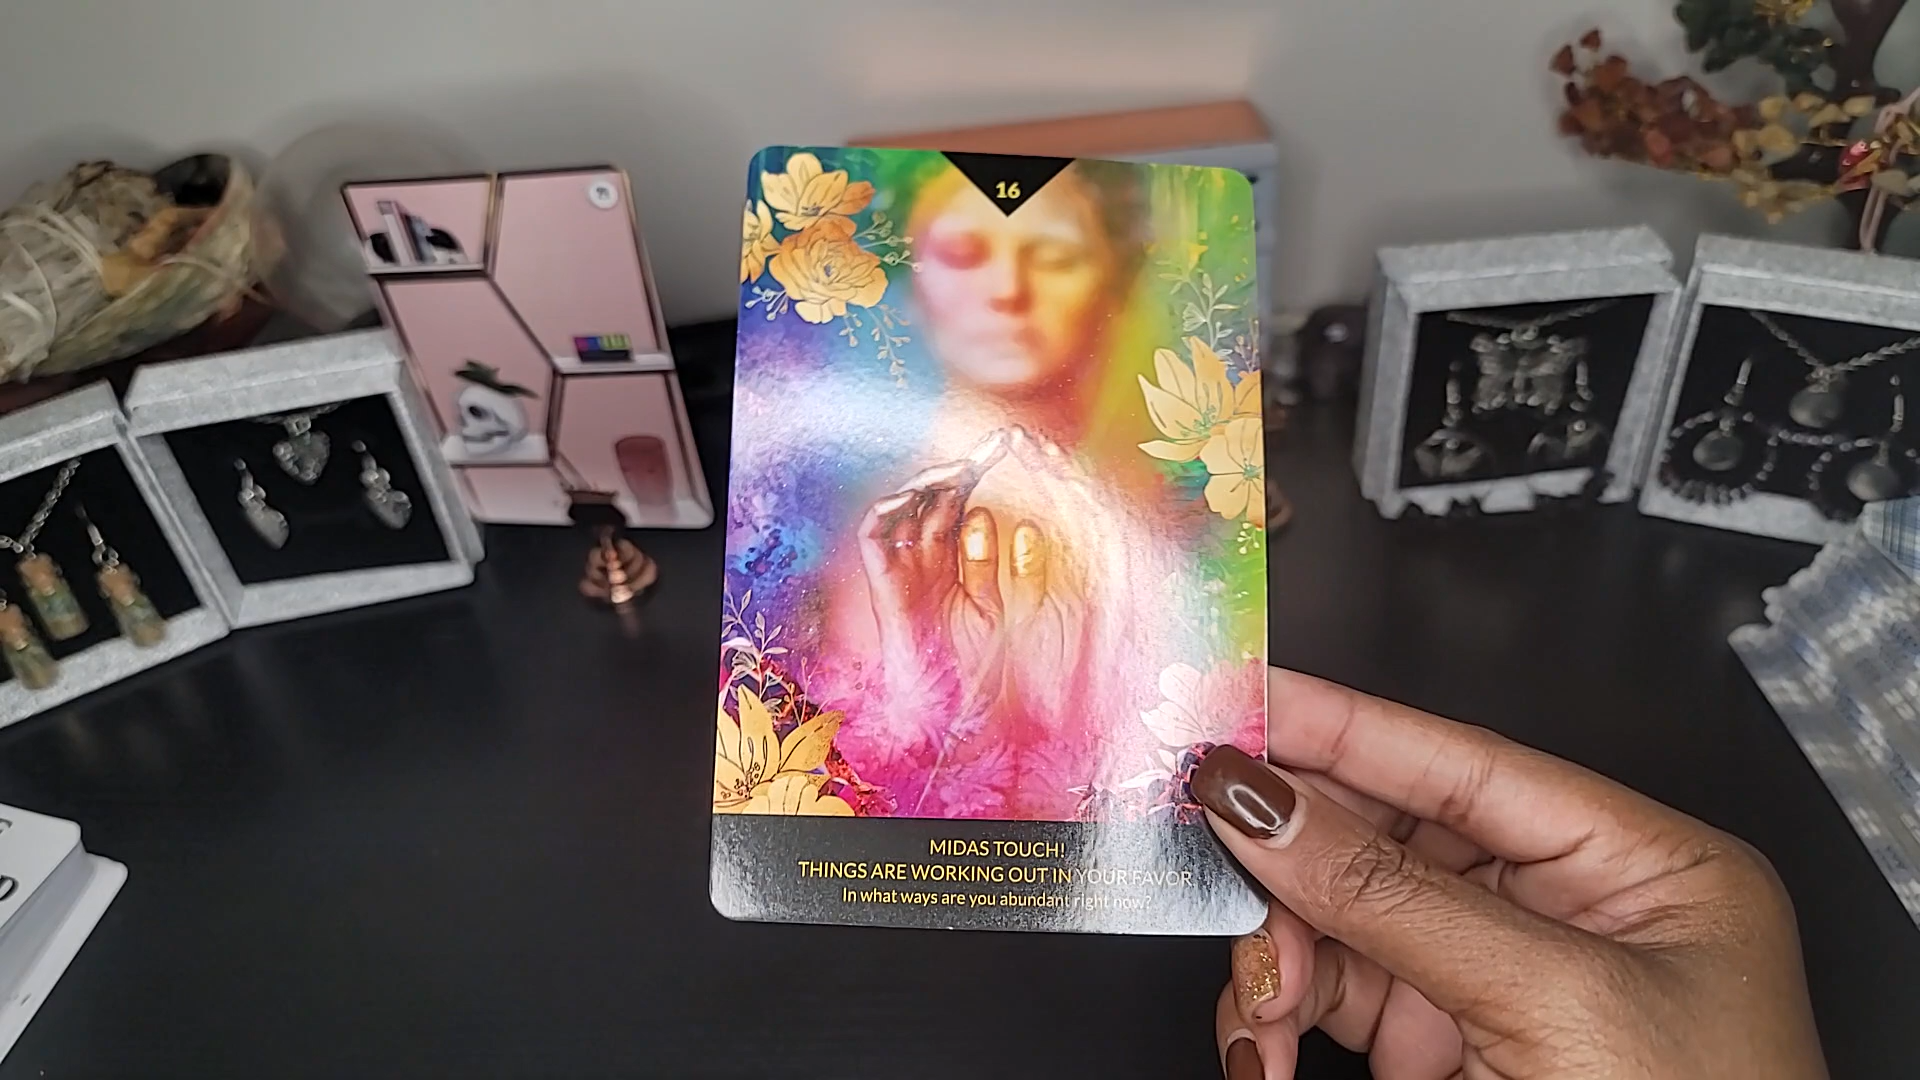 16
MIDAS TOUCH!
THINGS ARE WORKING OUT IN YOUR FAVOR
In what ways are you abundant right now?
D